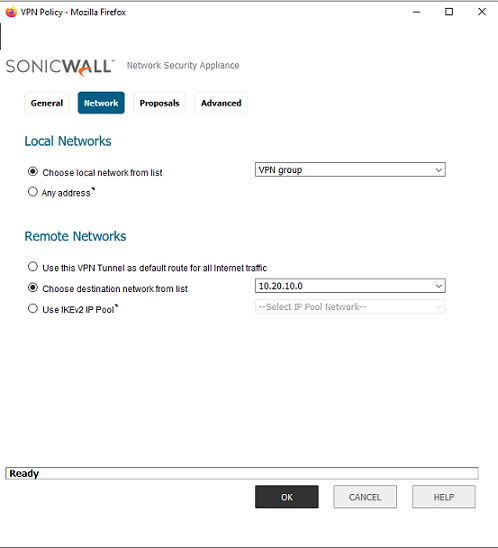 VPN Policy - Mozilla Firefox
SONICWALL Network Security Appliance
General Network Proposals Advanced
Local Networks
Choose local network from list VPN group
Any address
Remote Networks
Use this VPN Tunnel as default route for all Internet traffic
Choose destination network from list 10.20.10.0
Use IKEv2 IP Pool --Select IP Pool Network--
Ready
OK CANCEL HELP